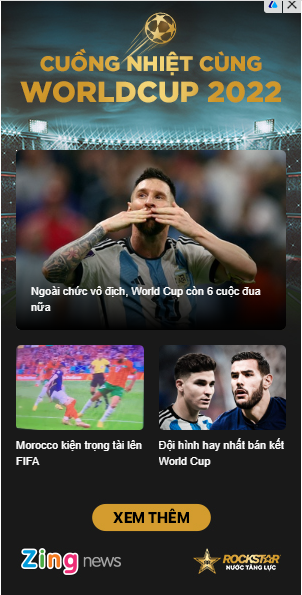 CUỒNG NHIỆT CÙNG
WORLDCUP 2022
Ngoài chức vô địch, World Cup còn 6 cuộc đua
nữa
Morocco kiện trọng tài lên
FIFA
Đội hình hay nhất bán kết
World Cup
XEM THÊM
Zing news
ROCKSTAR
NƯỚC TĂNG LỰC